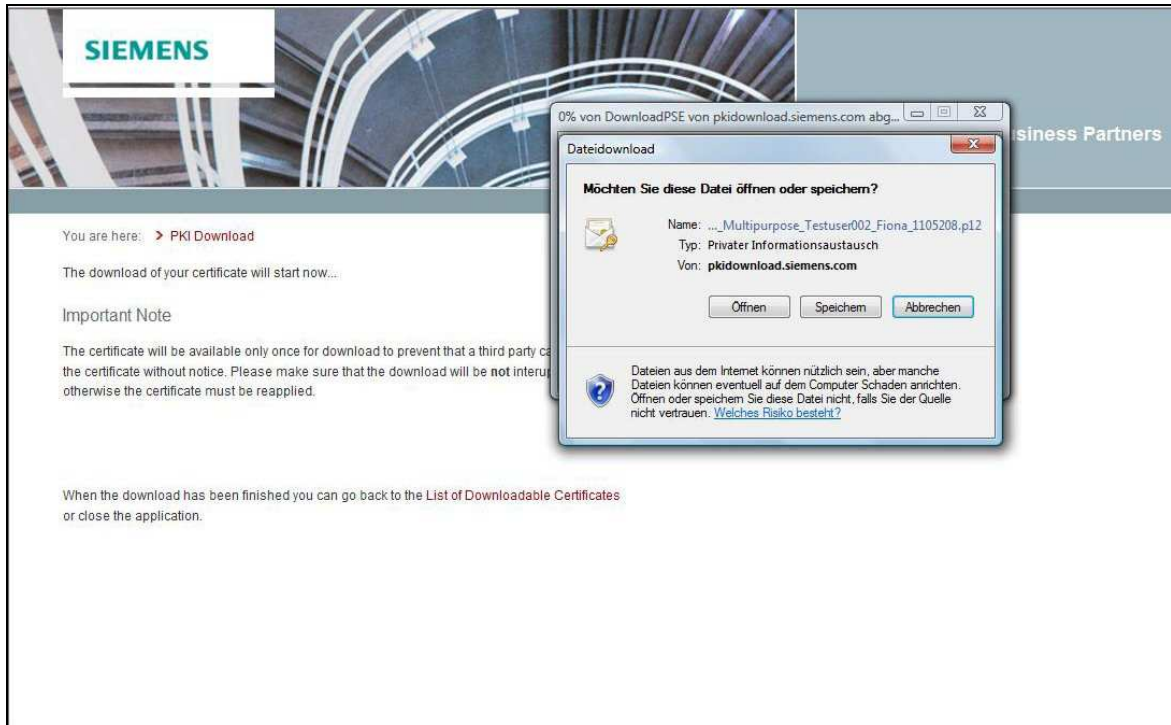 SIEMENS
0% von DownloadPSE von pkidownload.siemens.com abg...
siness Partners
Dateidownload
Möchten Sie diese Datei öffnen oder speichern?
Name: ..._Multipurpose_Testuser002_Fiona_1105208.p12
Typ: Privater Informationsaustausch
Von: pkidownload.siemens.com
Öffnen Speichern Abbrechen
Dateien aus dem Internet können nützlich sein, aber manche
Dateien können eventuell auf dem Computer Schaden anrichten.
Öffnen oder speichern Sie diese Datei nicht, falls Sie der Quelle
nicht vertrauen. Welches Risiko besteht?
You are here: > PKI Download
The download of your certificate will start now...
Important Note
The certificate will be available only once for download to prevent that a third party ca
the certificate without notice. Please make sure that the download will be not interu
otherwise the certificate must be reapplied.
When the download has been finished you can go back to the List of Downloadable Certificates
or close the application.